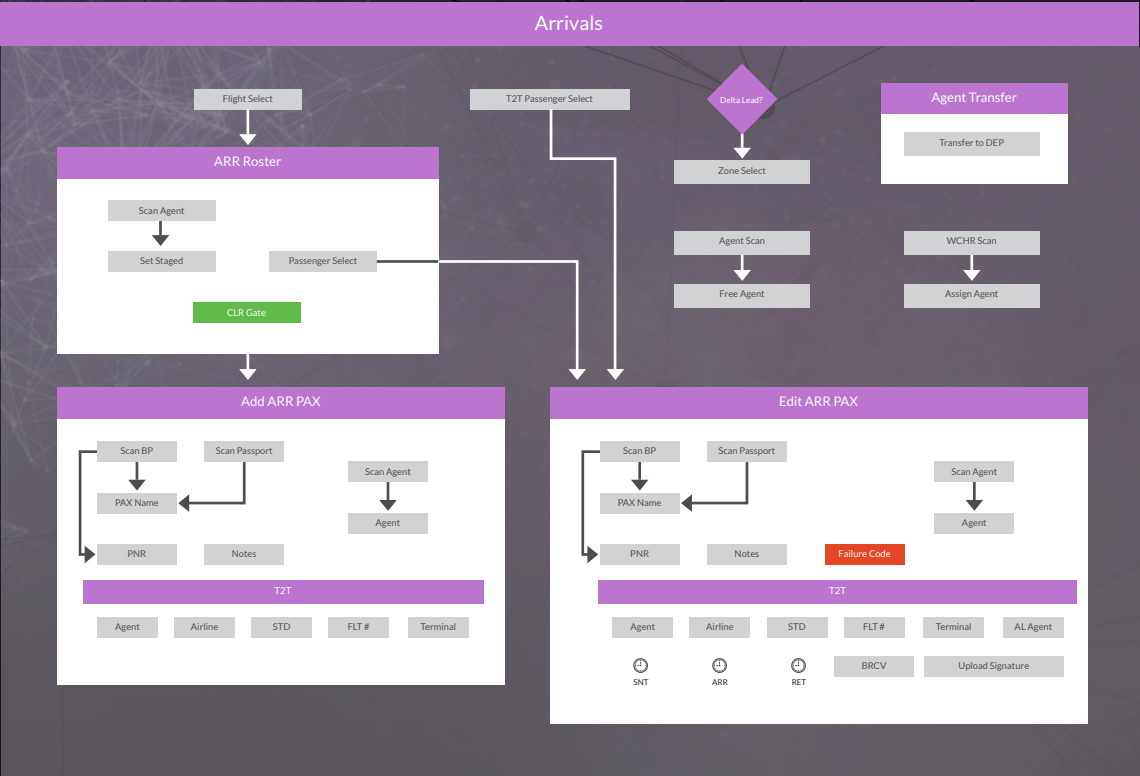 Arrivals
Flight Select
T2T Passenger Select
Delta Lead?
Agent Transfer
Transfer to DEP
Zone Select
ARR Roster
Scan Agent
Set Staged
Passenger Select
CLR Gate
Agent Scan
Free Agent
WCHR Scan
Assign Agent
Add ARR PAX
Scan BP
Scan Passport
Scan Agent
PAX Name
Agent
PNR
Notes
T2T
Agent
Airline
STD
FLT #
Terminal
Edit ARR PAX
Scan BP
Scan Passport
Scan Agent
PAX Name
Agent
PNR
Notes
Failure Code
T2T
Agent
Airline
STD
FLT #
Terminal
AL Agent
SNT
ARR
RET
BRCV
Upload Signature